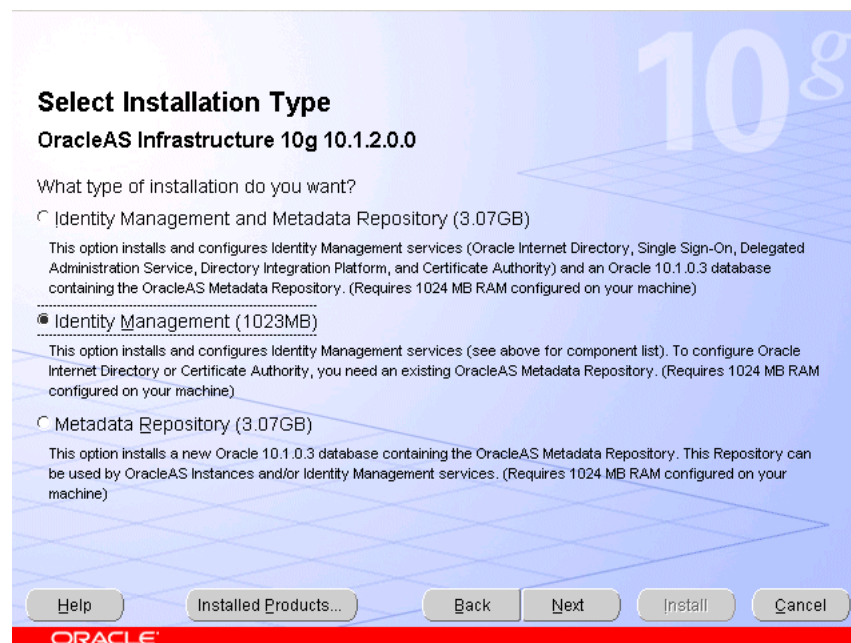 10g
Select Installation Type
OracleAS Infrastructure 10g 10.1.2.0.0
What type of installation do you want?
Identity Management and Metadata Repository (3.07GB)
This option installs and configures Identity Management services (Oracle Internet Directory, Single Sign-On, Delegated
Administration Service, Directory Integration Platform, and Certificate Authority) and an Oracle 10.1.0.3 database
containing the OracleAS Metadata Repository. (Requires 1024 MB RAM configured on your machine)
Identity Management (1023MB)
This option installs and configures Identity Management services (see above for component list). To configure Oracle
Internet Directory or Certificate Authority, you need an existing OracleAS Metadata Repository. (Requires 1024 MB RAM
configured on your machine)
Metadata Repository (3.07GB)
This option installs a new Oracle 10.1.0.3 database containing the OracleAS Metadata Repository. This Repository can
be used by OracleAS Instances and/or Identity Management services. (Requires 1024 MB RAM configured on your
machine)
Help Installed Products... Back Next Install Cancel
ORACLE